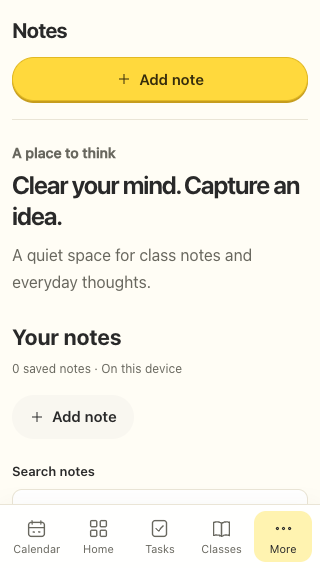 Notes
+ Add note
A place to think
Clear your mind. Capture an
idea.
A quiet space for class notes and
everyday thoughts.
Your notes
0 saved notes · On this device
+ Add note
Search notes
Calendar
Home
Tasks
Classes
More